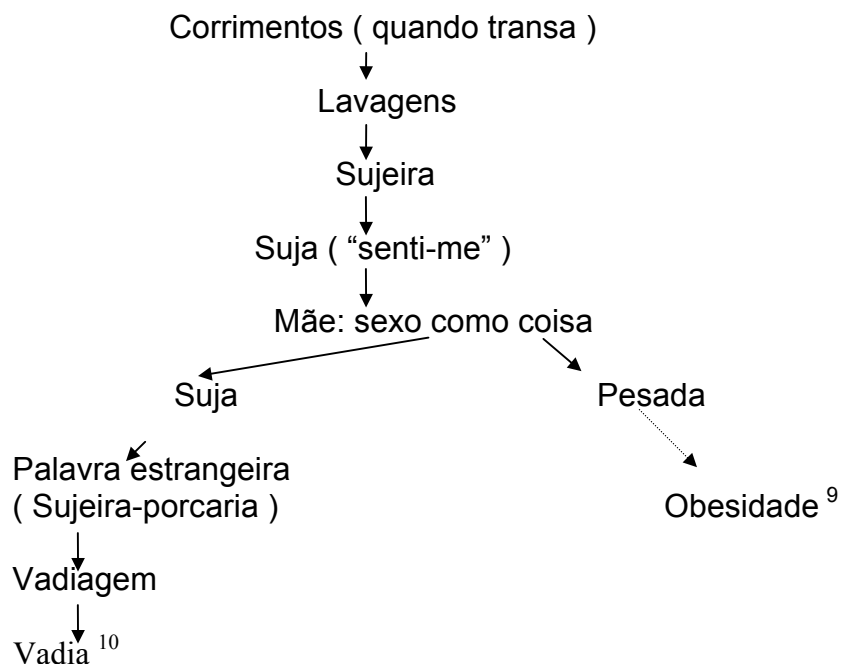 Corrimentos ( quando transa )
Lavagens
Sujeira
Suja ( “senti-me” )
Mãe: sexo como coisa
Suja
Pesada
Palavra estrangeira
( Sujeira-porcaria )
Obesidade 9
Vadiagem
Vadia 10